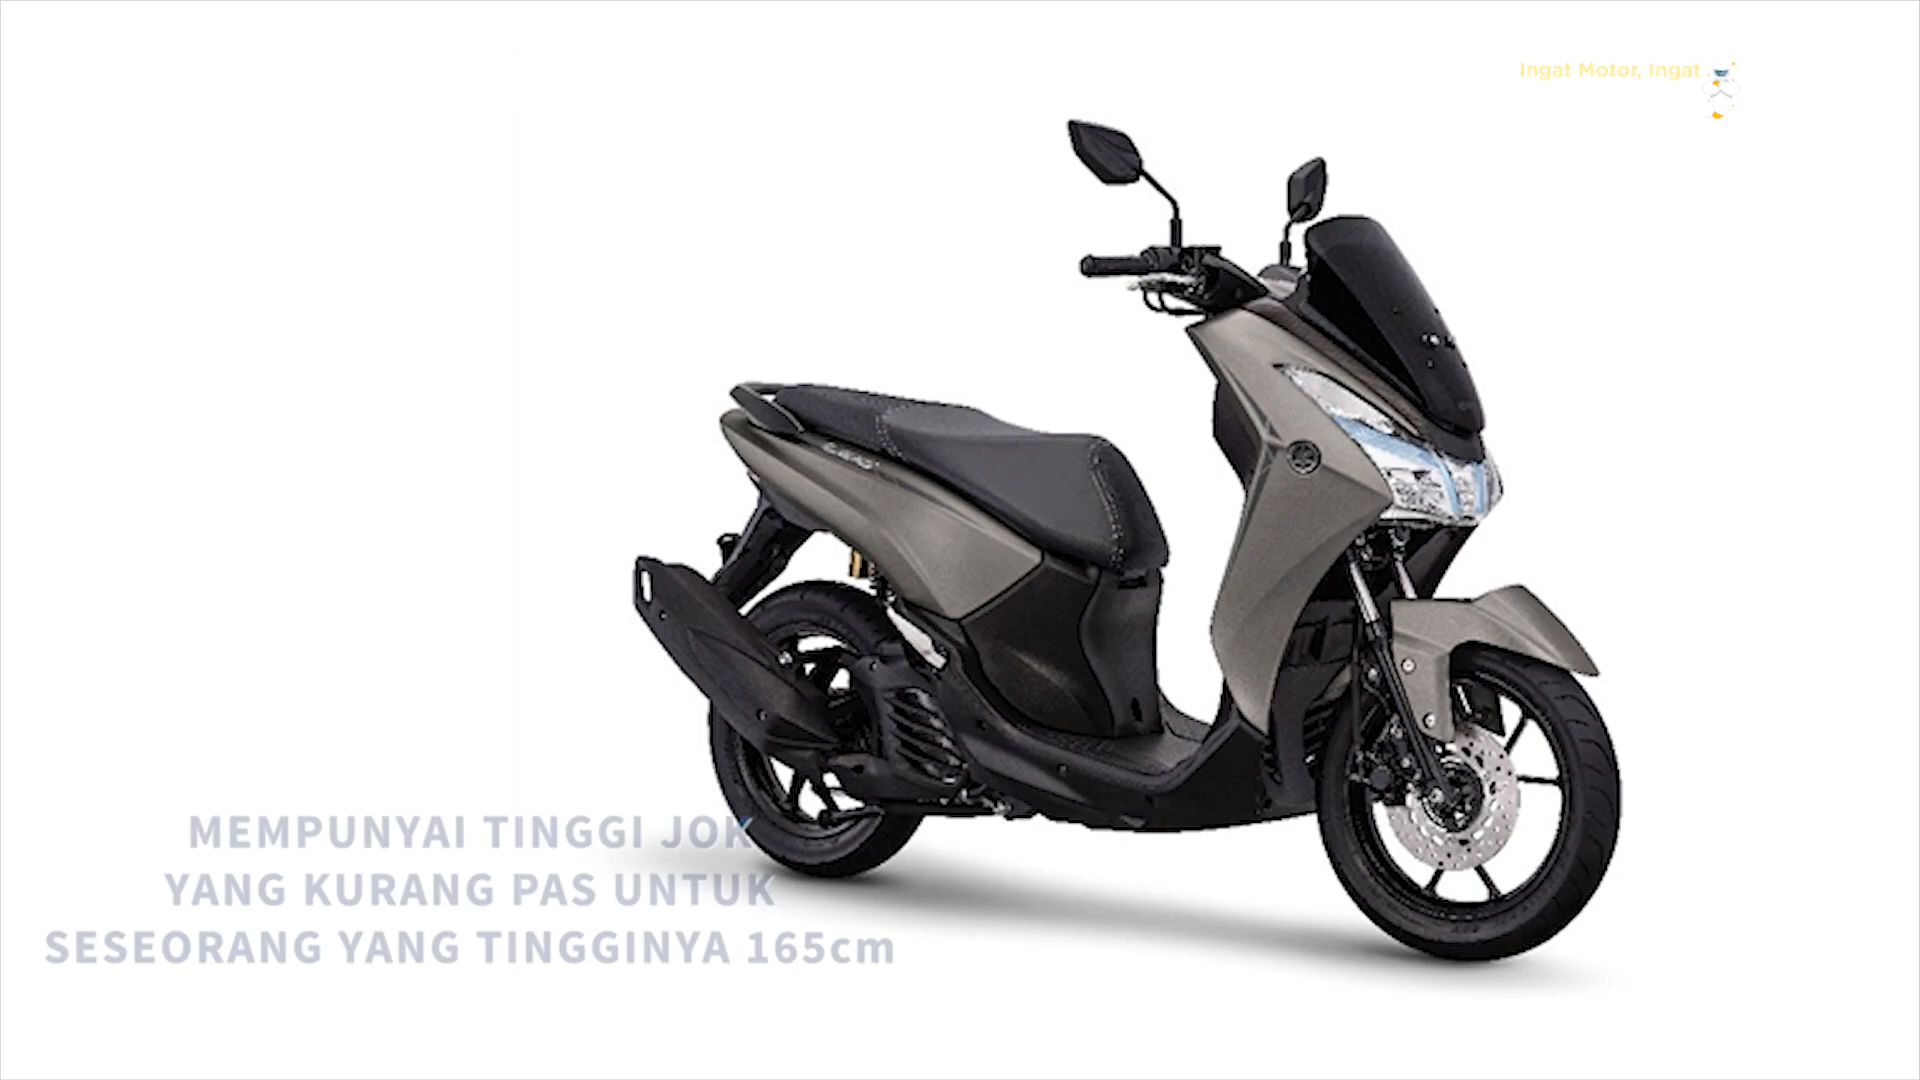 Ingat Motor, Ingat
MEMPUNYAI TINGGI JOK
YANG KURANG PAS UNTUK
SESEORANG YANG TINGGINYA 165cm